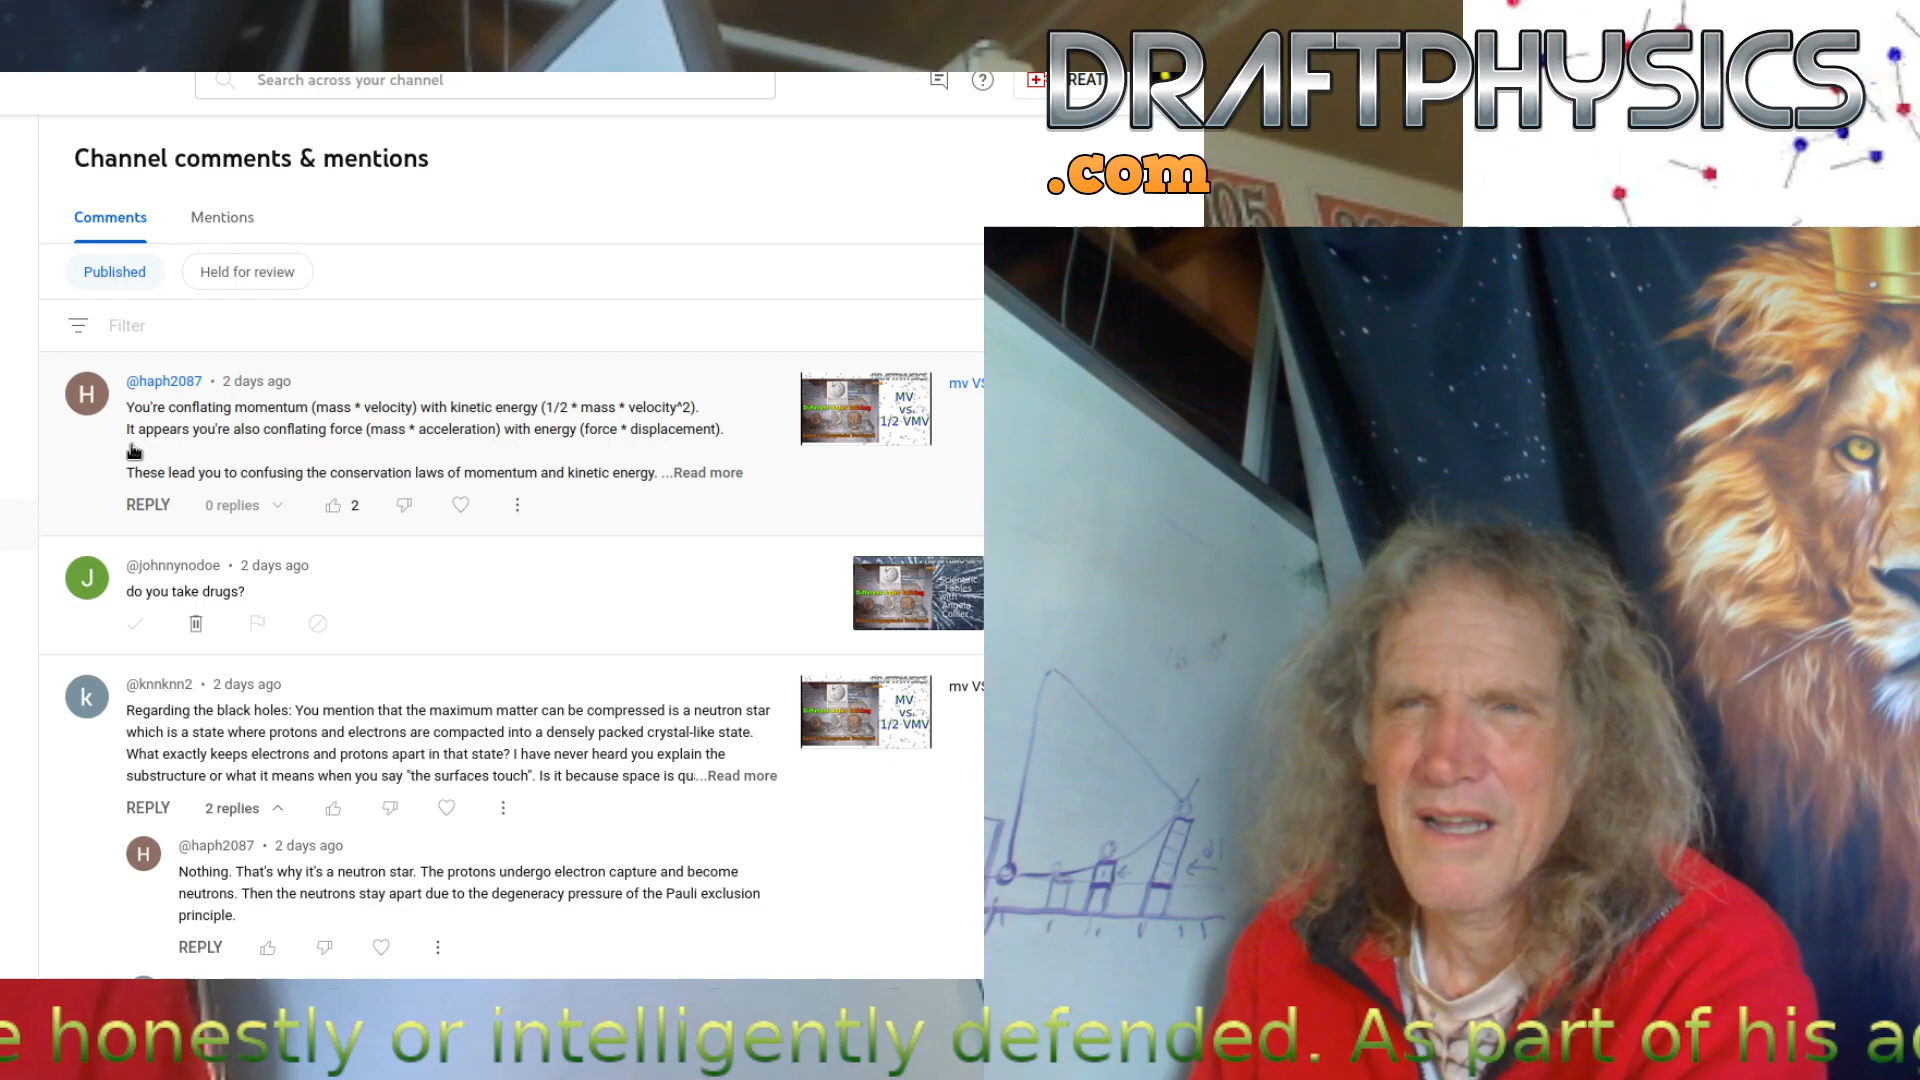 DRAFTPHYSICS
.com
Search across your channel
Channel comments & mentions
Comments
Mentions
Published
Held for review
Filter
H
@haph2087 • 2 days ago
You're conflating momentum (mass * velocity) with kinetic energy (1/2 * mass * velocity^2).
It appears you're also conflating force (mass * acceleration) with energy (force * displacement).
These lead you to confusing the conservation laws of momentum and kinetic energy. ...Read more
REPLY
0 replies
2
MV
vs.
1/2 VMV
J
@johnnynodoe • 2 days ago
do you take drugs?
Scientific
Fables
with
Angela
Collier
k
@knnknn2 • 2 days ago
Regarding the black holes: You mention that the maximum matter can be compressed is a neutron star
which is a state where protons and electrons are compacted into a densely packed crystal-like state.
What exactly keeps electrons and protons apart in that state? I have never heard you explain the
substructure or what it means when you say "the surfaces touch". Is it because space is qu...Read more
REPLY
2 replies
mv
MV
vs.
1/2 VMV
H
@haph2087 • 2 days ago
Nothing. That's why it's a neutron star. The protons undergo electron capture and become
neutrons. Then the neutrons stay apart due to the degeneracy pressure of the Pauli exclusion
principle.
REPLY
e honestly or intelligently defended. As part of his a